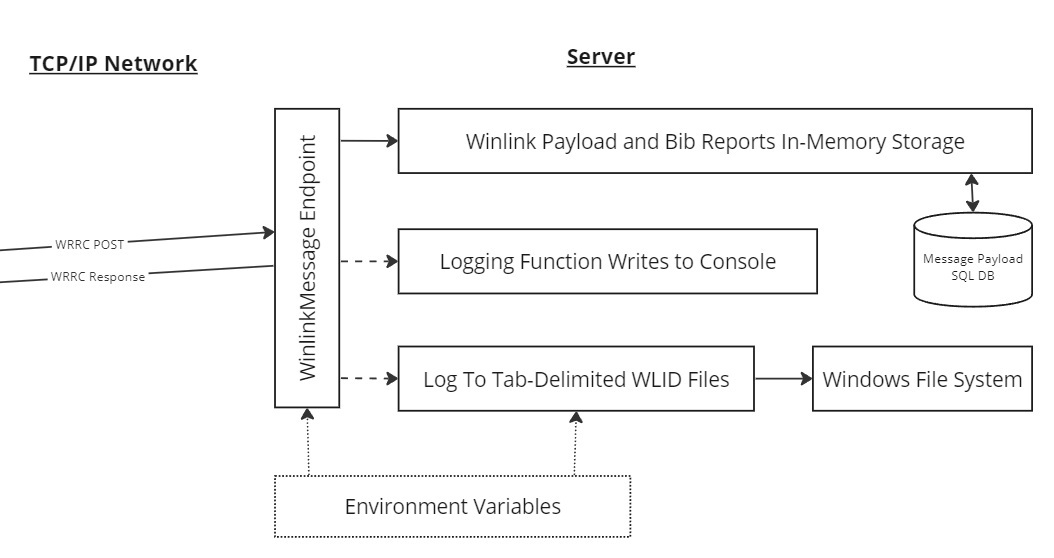 TCP/IP Network
Server
WinlinkMessage Endpoint
Winlink Payload and Bib Reports In-Memory Storage
WRRC POST
WRRC Response
Logging Function Writes to Console
Message Payload
SQL DB
Log To Tab-Delimited WLID Files
Windows File System
Environment Variables